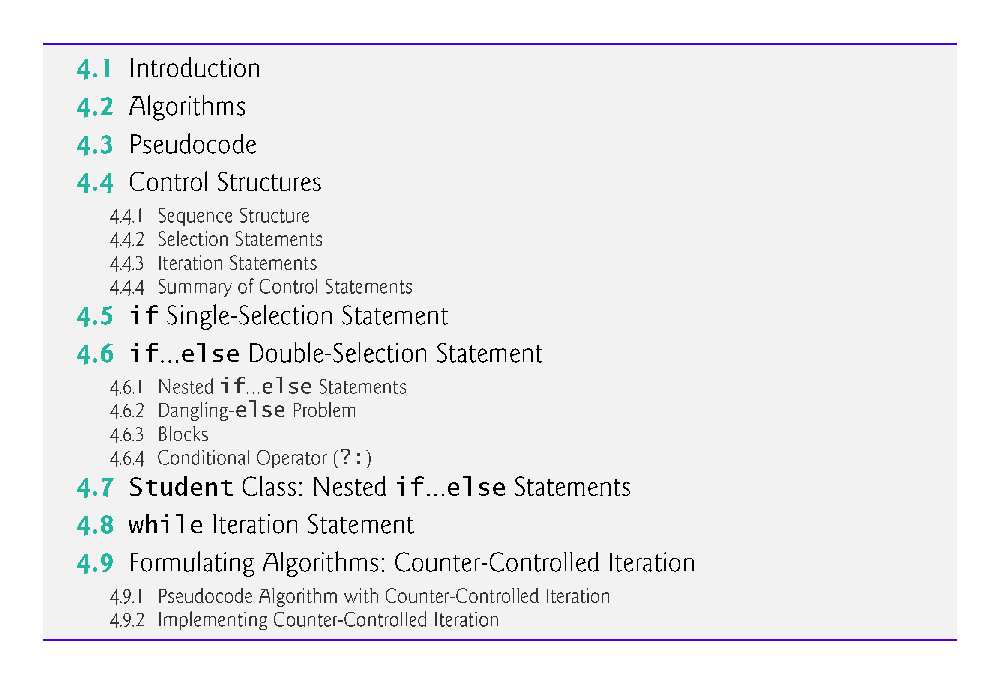 4.1 Introduction
4.2 Algorithms
4.3 Pseudocode
4.4 Control Structures
4.4.1 Sequence Structure
4.4.2 Selection Statements
4.4.3 Iteration Statements
4.4.4 Summary of Control Statements
4.5 if Single-Selection Statement
4.6 if…else Double-Selection Statement
4.6.1 Nested if…else Statements
4.6.2 Dangling-else Problem
4.6.3 Blocks
4.6.4 Conditional Operator (?:)
4.7 Student Class: Nested if…else Statements
4.8 while Iteration Statement
4.9 Formulating Algorithms: Counter-Controlled Iteration
4.9.1 Pseudocode Algorithm with Counter-Controlled Iteration
4.9.2 Implementing Counter-Controlled Iteration